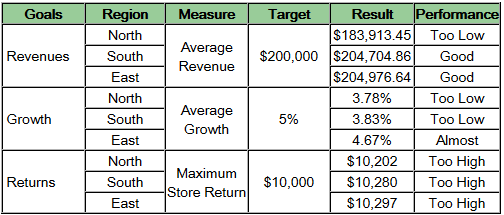 Goals Region Measure Target Result Performance
Revenues North Average Revenue $200,000 $183,913.45 Too Low
South $204,704.86 Good
East $204,976.64 Good
Growth North Average Growth 5% 3.78% Too Low
South 3.83% Too Low
East 4.67% Almost
Returns North Maximum Store Return $10,000 $10,202 Too High
South $10,280 Too High
East $10,297 Too High